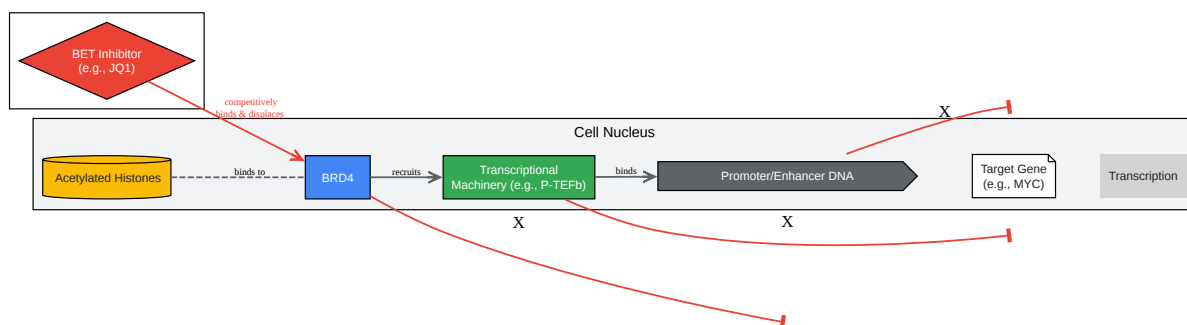 BET Inhibitor
(e.g., JQ1)
competitively
binds & displaces
X
Cell Nucleus
Acetylated Histones
binds to
BRD4
recruits
Transcriptional
Machinery (e.g., P-TEFb)
binds
Promoter/Enhancer DNA
Target Gene
(e.g., MYC)
Transcription
X
X